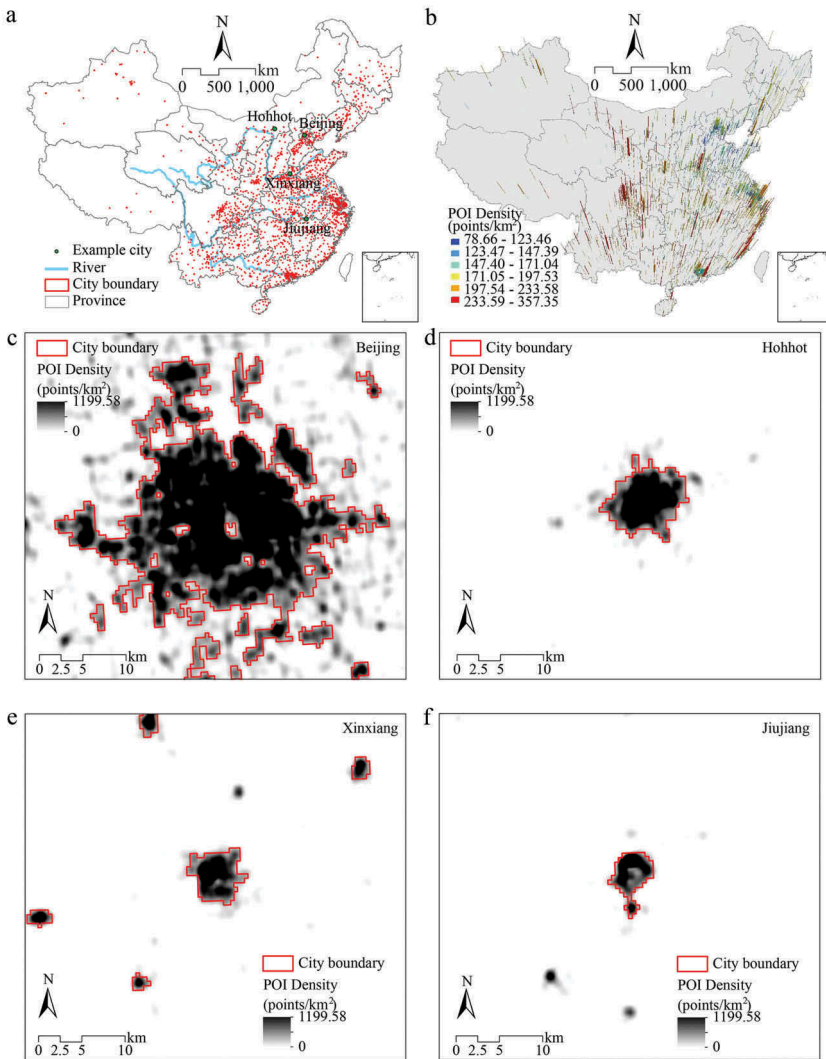 a
N
km
0 500 1,000
Hohhot
Beijing
Xinxiang
Jiujiang
Example city
River
City boundary
Province
b
N
km
0 500 1,000
POI Density
(points/km²)
78.66 - 123.46
123.47 - 147.39
147.40 - 171.04
171.05 - 197.53
197.54 - 233.58
233.59 - 357.35
c
City boundary
Beijing
POI Density
(points/km²)
1199.58
0
N
km
0 2.5 5 10
d
City boundary
Hohhot
POI Density
(points/km²)
1199.58
0
N
km
0 2.5 5 10
e
Xinxiang
City boundary
POI Density
(points/km²)
1199.58
0
N
km
0 2.5 5 10
f
Jiujiang
City boundary
POI Density
(points/km²)
1199.58
0
N
km
0 2.5 5 10